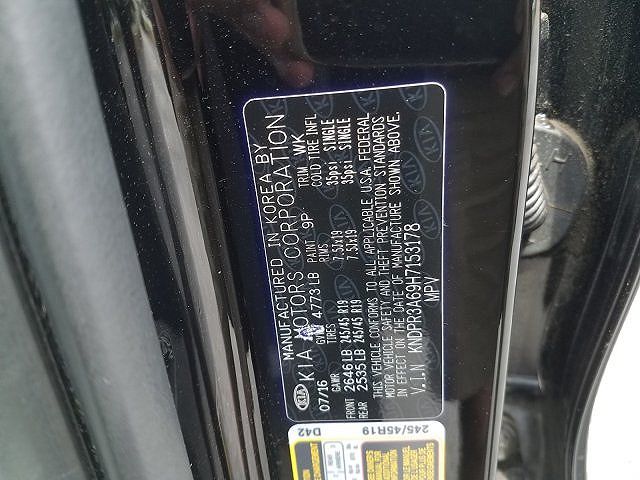 MANUFACTURED IN KOREA BY
KIA MOTORS CORPORATION
07/16 GVW 4773 LB PAINT 9P TRIM WK
GAWR TIRES RIMS COLD TIRE INFL
FRONT 2646 LB 245/45 R19 7.5Jx19 35psi SINGLE
REAR 2535 LB 245/45 R19 7.5Jx19 35psi SINGLE
THIS VEHICLE CONFORMS TO ALL APPLICABLE U.S.A. FEDERAL
MOTOR VEHICLE SAFETY AND THEFT PREVENTION STANDARDS
IN EFFECT ON THE DATE OF MANUFACTURE SHOWN ABOVE.
V.I.N KNDPR3A69H7153178
MPV
KIA
D42
245/45R19